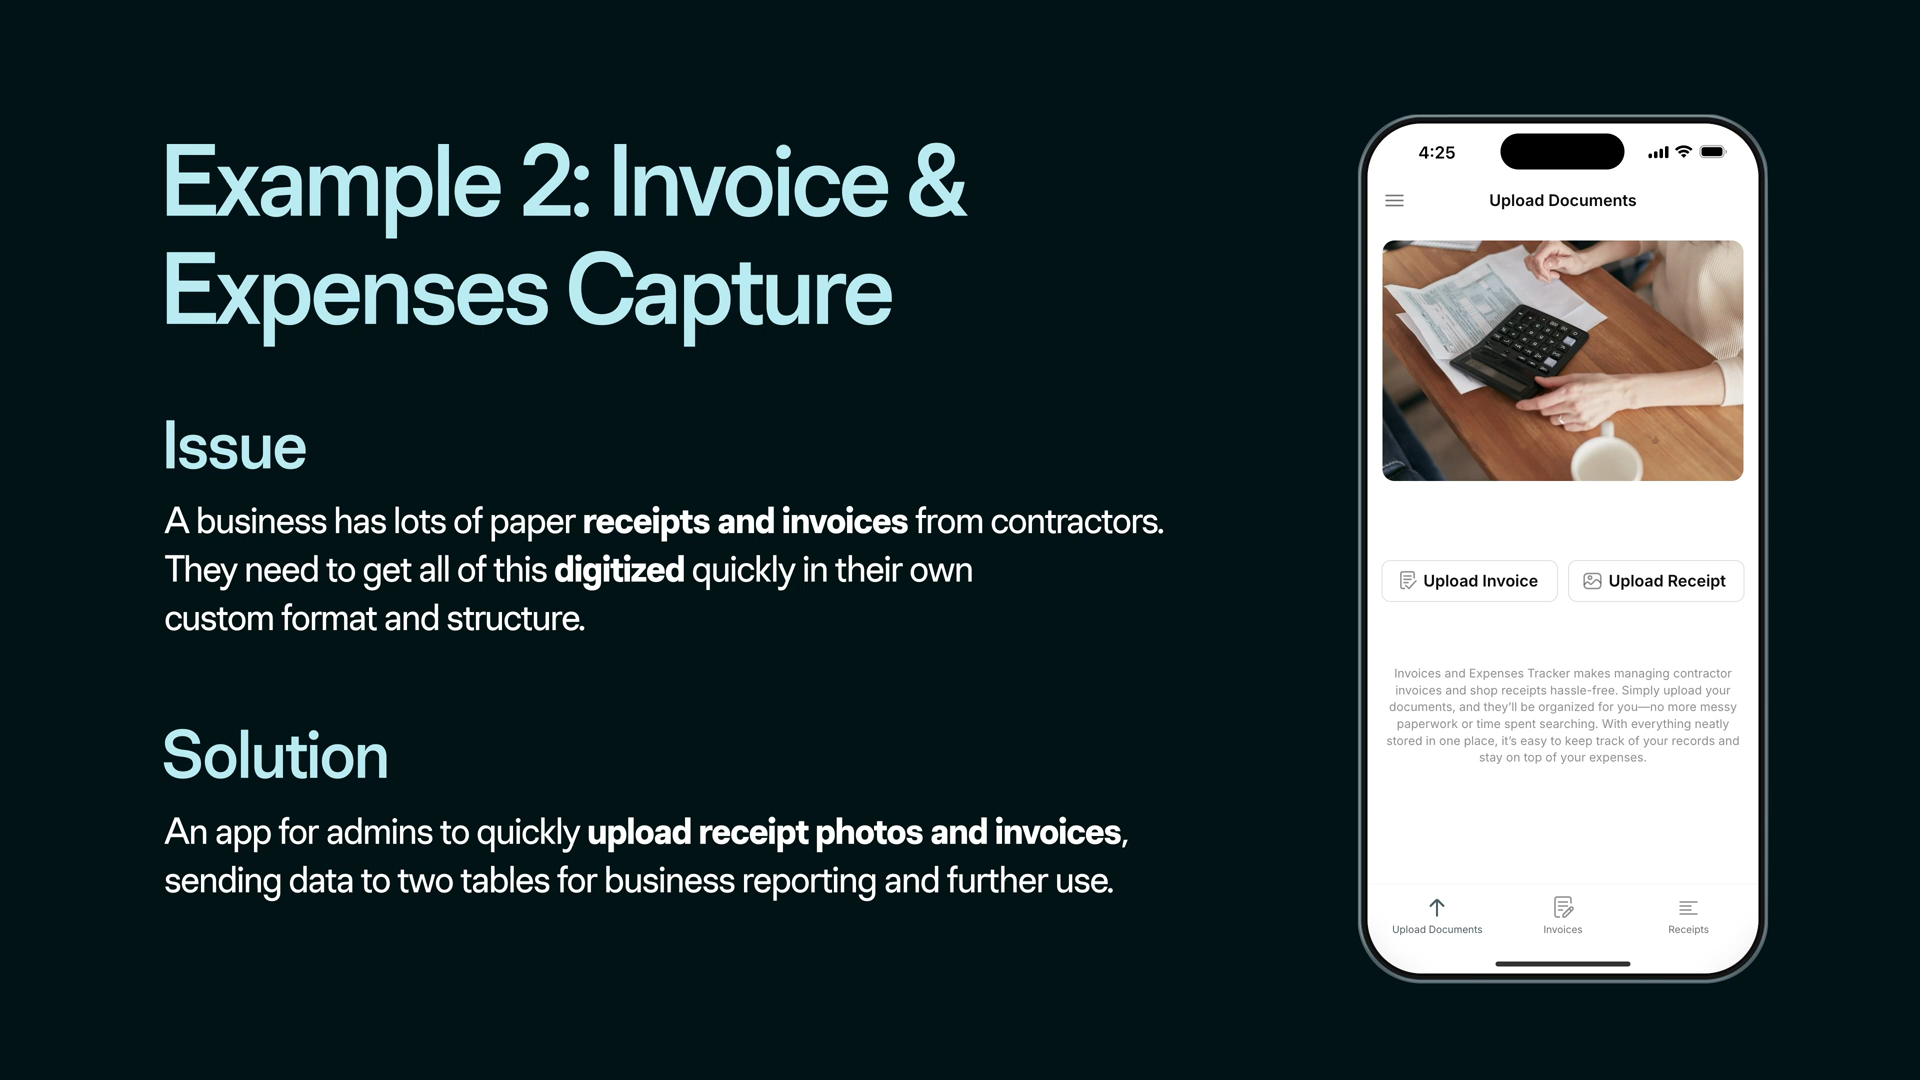 Example 2: Invoice &
Expenses Capture
Issue
A business has lots of paper receipts and invoices from contractors.
They need to get all of this digitized quickly in their own
custom format and structure.
Solution
An app for admins to quickly upload receipt photos and invoices,
sending data to two tables for business reporting and further use.
4:25
Upload Documents
Upload Invoice
Upload Receipt
Invoices and Expenses Tracker makes managing contractor
invoices and shop receipts hassle-free. Simply upload your
documents, and they’ll be organized for you—no more messy
paperwork or time spent searching. With everything neatly
stored in one place, it’s easy to keep track of your records and
stay on top of your expenses.
Upload Documents
Invoices
Receipts